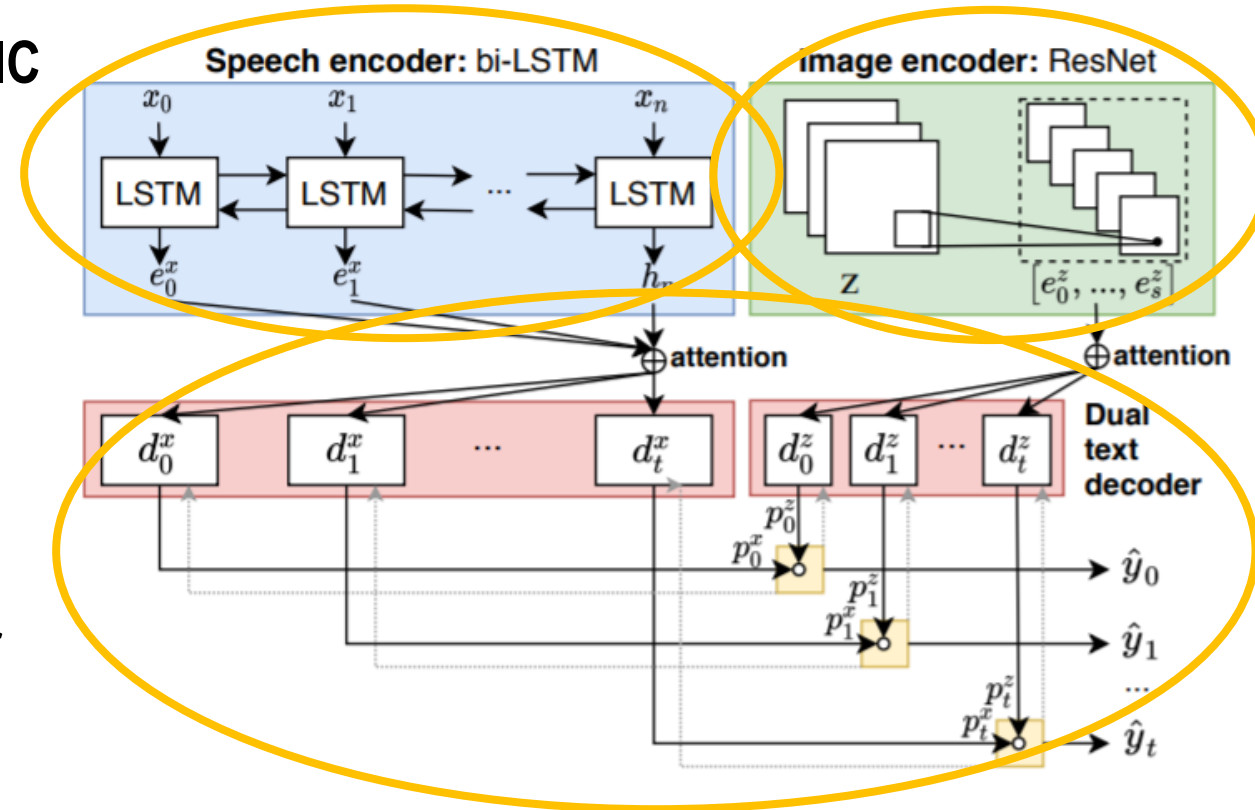 IC
Speech encoder: bi-LSTM
Image encoder: ResNet
x₀ x₁ xₙ
LSTM LSTM ... LSTM
e₀ˣ e₁ˣ
z [e₀ᶻ, ..., eₛᶻ]
attention attention
d₀ˣ d₁ˣ ... dₜˣ
d₀ᶻ d₁ᶻ ... dₜᶻ
Dual
text
decoder
p₀ᶻ
p₀ˣ ŷ₀
p₁ᶻ
p₁ˣ ŷ₁
...
pₜᶻ
pₜˣ ŷₜ